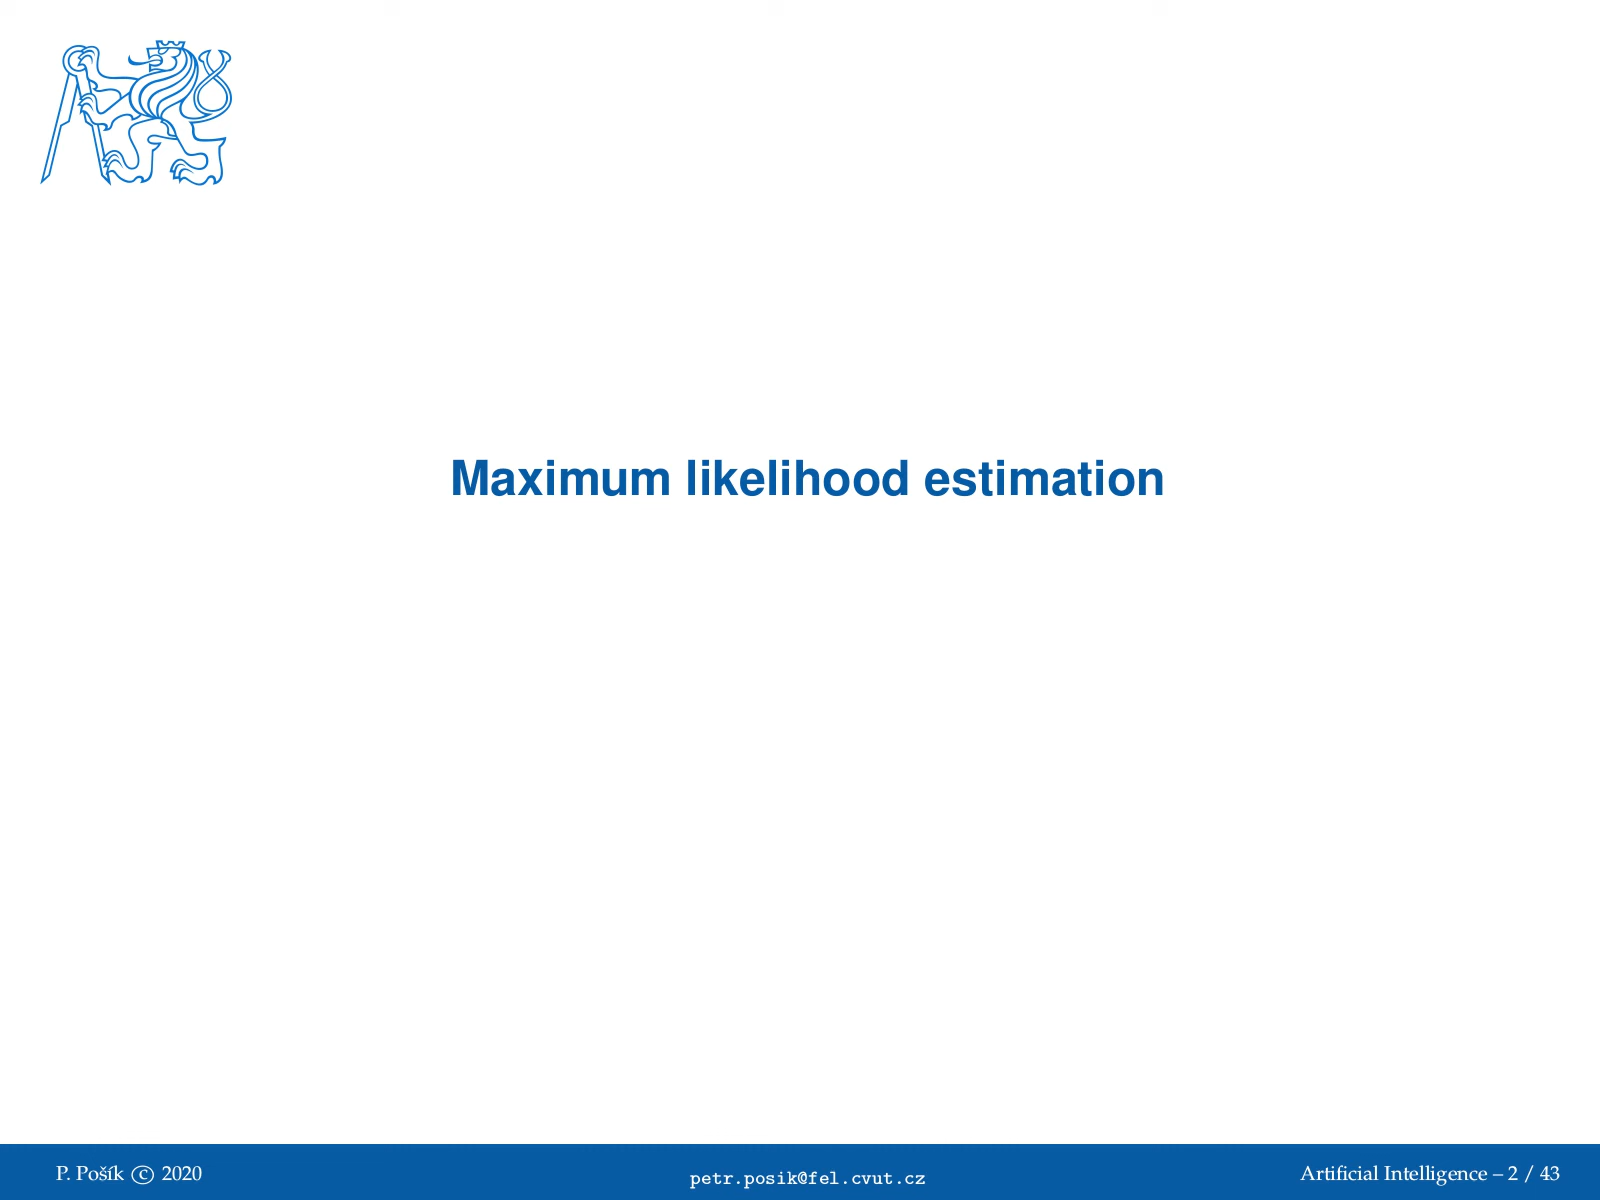 Maximum likelihood estimation
P. Pošík © 2020
petr.posik@fel.cvut.cz
Artificial Intelligence – 2 / 43